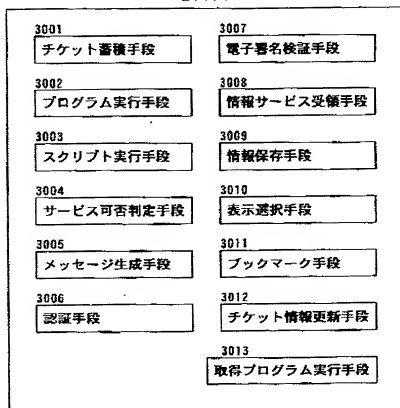 3001
チケット蓄積手段
3002
プログラム実行手段
3003
スクリプト実行手段
3004
サービス可否判定手段
3005
メッセージ生成手段
3006
認証手段
3007
電子署名検証手段
3008
情報サービス受領手段
3009
情報保存手段
3010
表示選択手段
3011
ブックマーク手段
3012
チケット情報更新手段
3013
取得プログラム実行手段